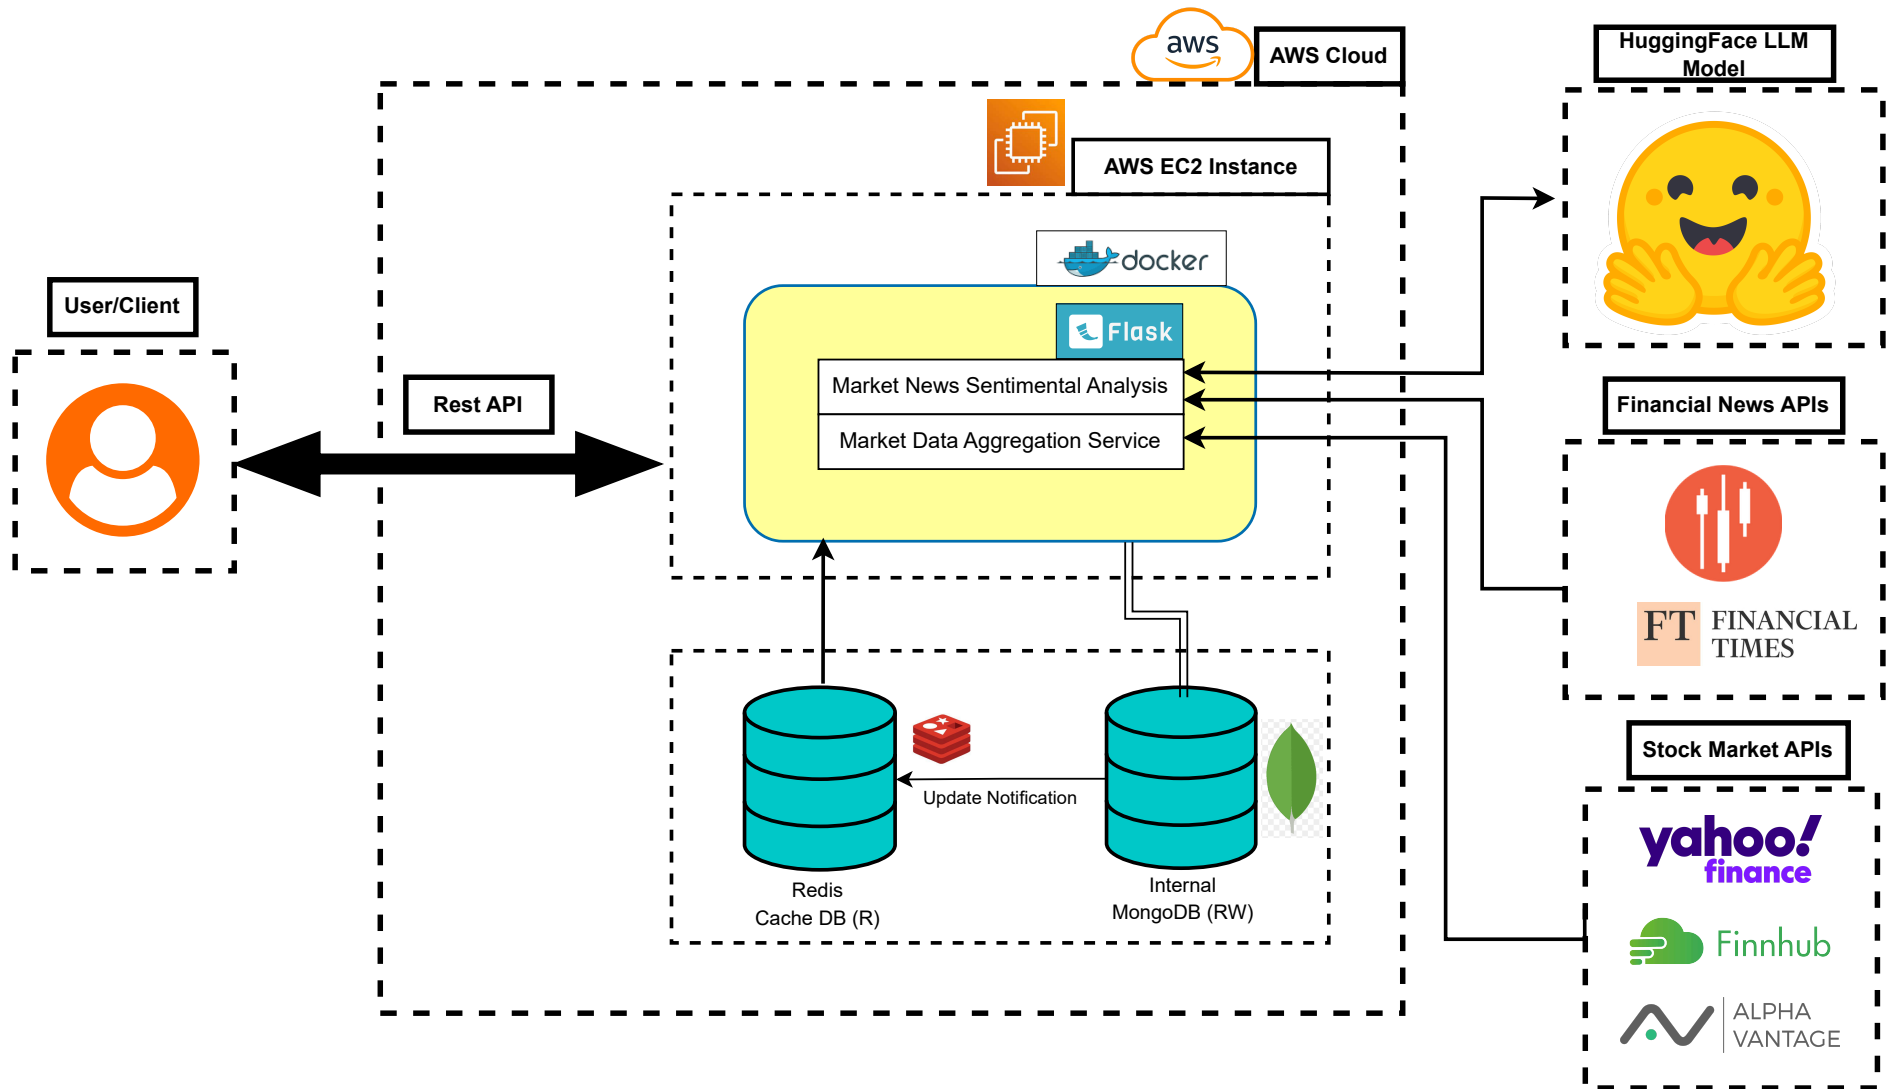 aws
AWS Cloud
HuggingFace LLM
Model
AWS EC2 Instance
docker
User/Client
Flask
Rest API
Market News Sentimental Analysis
Market Data Aggregation Service
Financial News APIs
FT
FINANCIAL
TIMES
Update Notification
Redis
Cache DB (R)
Internal
MongoDB (RW)
Stock Market APIs
yahoo!
finance
Finnhub
ALPHA
VANTAGE